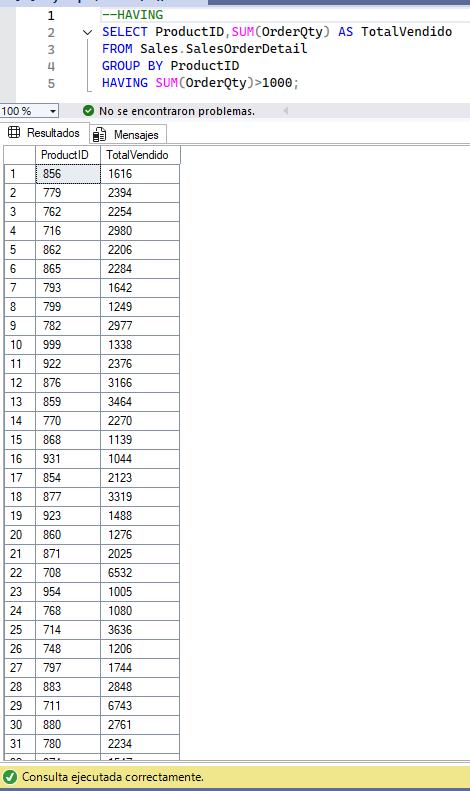 1 --HAVING
2 SELECT ProductID,SUM(OrderQty) AS TotalVendido
3 FROM Sales.SalesOrderDetail
4 GROUP BY ProductID
5 HAVING SUM(OrderQty)>1000;
100 % No se encontraron problemas.
Resultados Mensajes
ProductID TotalVendido
1 856 1616
2 779 2394
3 762 2254
4 716 2980
5 862 2206
6 865 2284
7 793 1642
8 799 1249
9 782 2977
10 999 1338
11 922 2376
12 876 3166
13 859 3464
14 770 2270
15 868 1139
16 931 1044
17 854 2123
18 877 3319
19 923 1488
20 860 1276
21 871 2025
22 708 6532
23 954 1005
24 768 1080
25 714 3636
26 748 1206
27 797 1744
28 883 2848
29 711 6743
30 880 2761
31 780 2234
Consulta ejecutada correctamente.